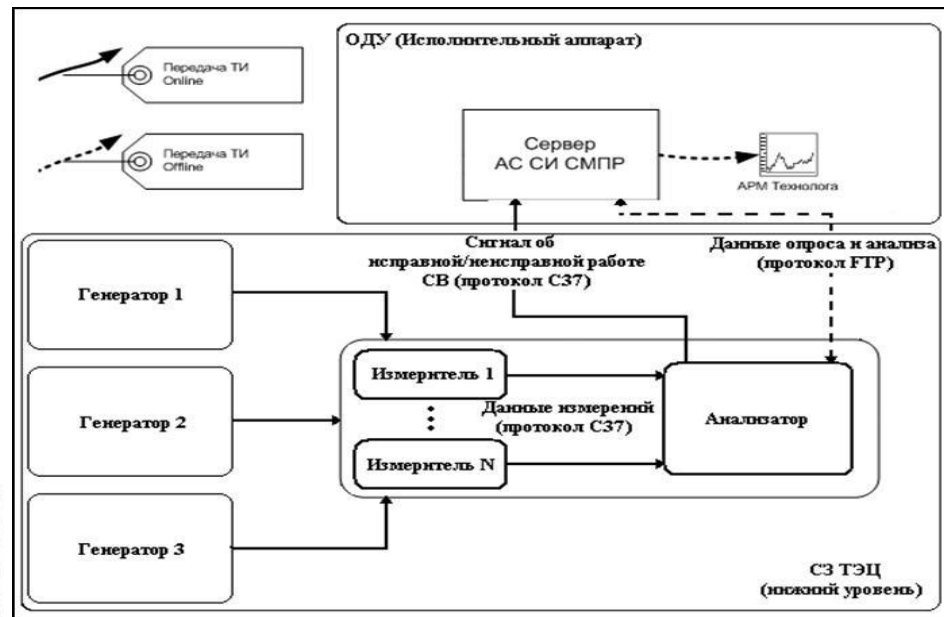 ОДУ (Исполнительный аппарат)
Передача ТИ
Online
Передача ТИ
Offline
Сервер
АС СИ СМПР
АРМ Технолога
Сигнал об
исправной/неисправной работе
СВ (протокол С37)
Данные опроса и анализа
(протокол FTP)
Генератор 1
Генератор 2
Генератор 3
Измеритель 1
Данные измерений
(протокол С37)
Измеритель N
Анализатор
СЗ ТЭЦ
(нижний уровень)